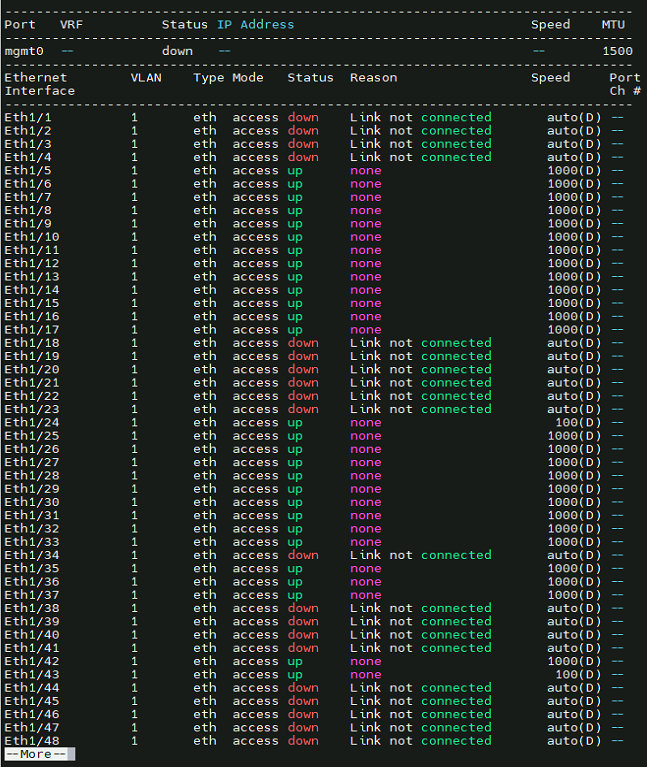 --------------------------------------------------------------------------------
Port   VRF          Status IP Address                              Speed    MTU
--------------------------------------------------------------------------------
mgmt0  --           down   --                                      --       1500
--------------------------------------------------------------------------------
Ethernet        VLAN    Type Mode   Status  Reason                 Speed     Port
Interface                                                                    Ch #
--------------------------------------------------------------------------------
Eth1/1          1       eth  access down    Link not connected       auto(D) --
Eth1/2          1       eth  access down    Link not connected       auto(D) --
Eth1/3          1       eth  access down    Link not connected       auto(D) --
Eth1/4          1       eth  access down    Link not connected       auto(D) --
Eth1/5          1       eth  access up      none                     1000(D) --
Eth1/6          1       eth  access up      none                     1000(D) --
Eth1/7          1       eth  access up      none                     1000(D) --
Eth1/8          1       eth  access up      none                     1000(D) --
Eth1/9          1       eth  access up      none                     1000(D) --
Eth1/10         1       eth  access up      none                     1000(D) --
Eth1/11         1       eth  access up      none                     1000(D) --
Eth1/12         1       eth  access up      none                     1000(D) --
Eth1/13         1       eth  access up      none                     1000(D) --
Eth1/14         1       eth  access up      none                     1000(D) --
Eth1/15         1       eth  access up      none                     1000(D) --
Eth1/16         1       eth  access up      none                     1000(D) --
Eth1/17         1       eth  access up      none                     1000(D) --
Eth1/18         1       eth  access down    Link not connected       auto(D) --
Eth1/19         1       eth  access down    Link not connected       auto(D) --
Eth1/20         1       eth  access down    Link not connected       auto(D) --
Eth1/21         1       eth  access down    Link not connected       auto(D) --
Eth1/22         1       eth  access down    Link not connected       auto(D) --
Eth1/23         1       eth  access down    Link not connected       auto(D) --
Eth1/24         1       eth  access up      none                      100(D) --
Eth1/25         1       eth  access up      none                     1000(D) --
Eth1/26         1       eth  access up      none                     1000(D) --
Eth1/27         1       eth  access up      none                     1000(D) --
Eth1/28         1       eth  access up      none                     1000(D) --
Eth1/29         1       eth  access up      none                     1000(D) --
Eth1/30         1       eth  access up      none                     1000(D) --
Eth1/31         1       eth  access up      none                     1000(D) --
Eth1/32         1       eth  access up      none                     1000(D) --
Eth1/33         1       eth  access up      none                     1000(D) --
Eth1/34         1       eth  access down    Link not connected       auto(D) --
Eth1/35         1       eth  access up      none                     1000(D) --
Eth1/36         1       eth  access up      none                     1000(D) --
Eth1/37         1       eth  access up      none                     1000(D) --
Eth1/38         1       eth  access down    Link not connected       auto(D) --
Eth1/39         1       eth  access down    Link not connected       auto(D) --
Eth1/40         1       eth  access down    Link not connected       auto(D) --
Eth1/41         1       eth  access down    Link not connected       auto(D) --
Eth1/42         1       eth  access up      none                     1000(D) --
Eth1/43         1       eth  access up      none                      100(D) --
Eth1/44         1       eth  access down    Link not connected       auto(D) --
Eth1/45         1       eth  access down    Link not connected       auto(D) --
Eth1/46         1       eth  access down    Link not connected       auto(D) --
Eth1/47         1       eth  access down    Link not connected       auto(D) --
Eth1/48         1       eth  access down    Link not connected       auto(D) --
--More--